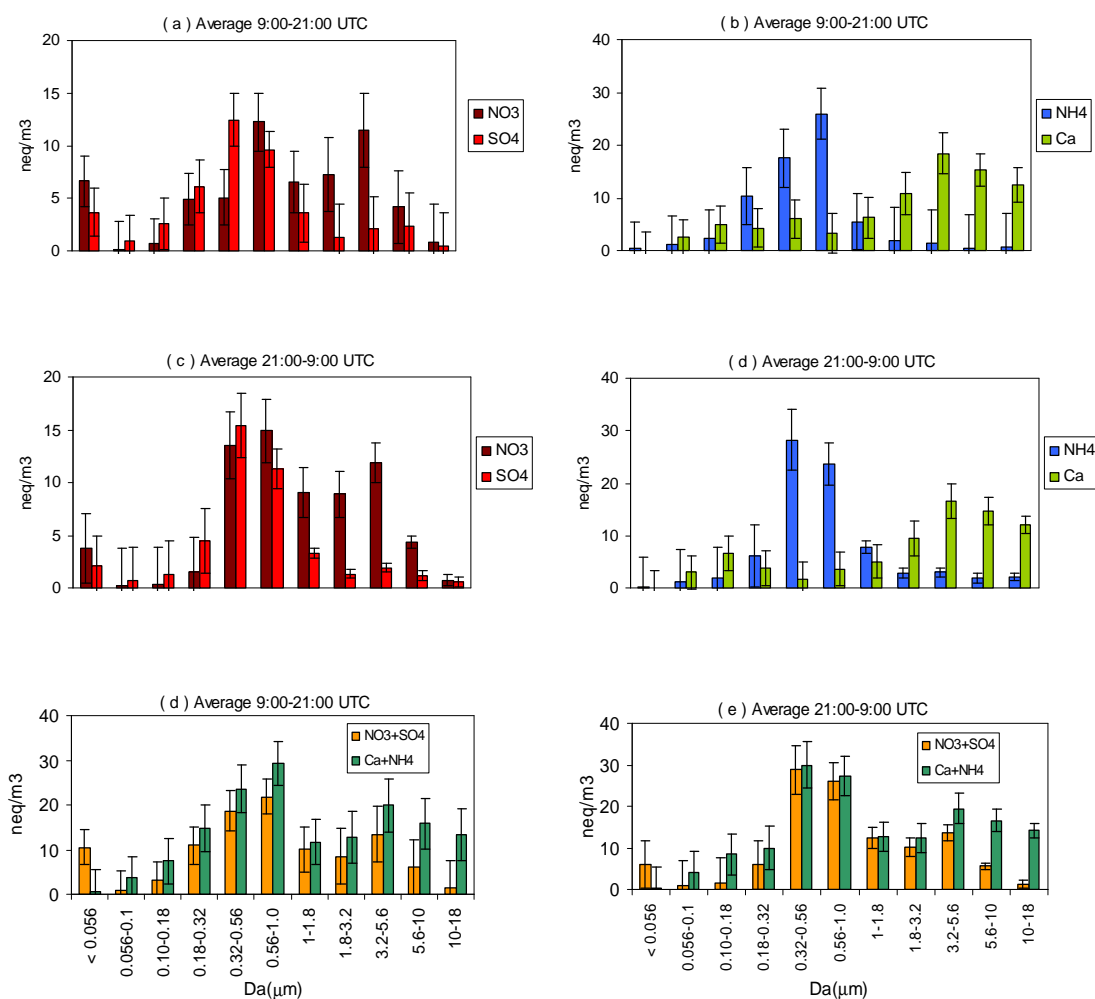 ( a ) Average 9:00-21:00 UTC
20
15
10
5
0
neq/m3
NO3
SO4
( b ) Average 9:00-21:00 UTC
40
30
20
10
0
neq/m3
NH4
Ca
( c ) Average 21:00-9:00 UTC
20
15
10
5
0
neq/m3
NO3
SO4
( d ) Average 21:00-9:00 UTC
40
30
20
10
0
neq/m3
NH4
Ca
( d ) Average 9:00-21:00 UTC
40
30
20
10
0
neq/m3
NO3+SO4
Ca+NH4
< 0.056
0.056-0.1
0.10-0.18
0.18-0.32
0.32-0.56
0.56-1.0
1-1.8
1.8-3.2
3.2-5.6
5.6-10
10-18
Da(μm)
( e ) Average 21:00-9:00 UTC
40
30
20
10
0
neq/m3
NO3+SO4
Ca+NH4
< 0.056
0.056-0.1
0.10-0.18
0.18-0.32
0.32-0.56
0.56-1.0
1-1.8
1.8-3.2
3.2-5.6
5.6-10
10-18
Da(μm)